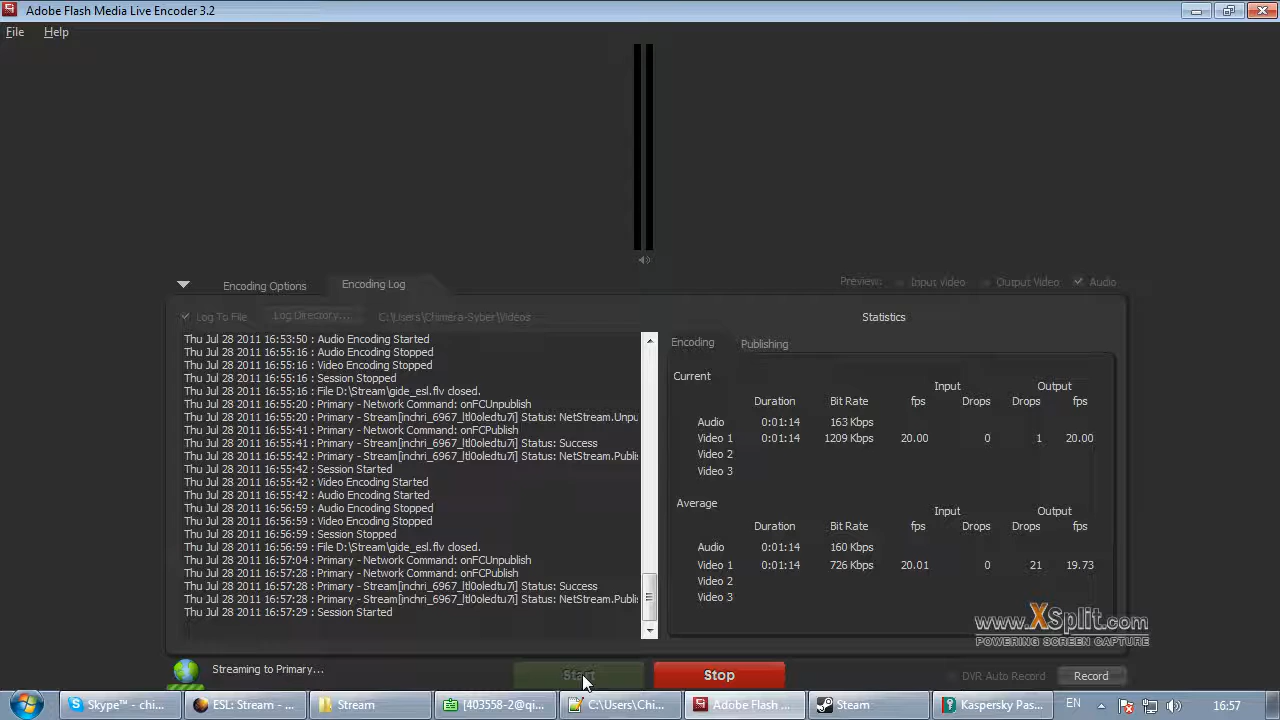 Adobe Flash Media Live Encoder 3.2
File Help
Encoding Options Encoding Log Preview: Input Video Output Video Audio
Log To File Log Directory... C:\Users\Chimera-Syber\Videos
Statistics
Thu Jul 28 2011 16:53:50 : Audio Encoding Started
Thu Jul 28 2011 16:55:16 : Audio Encoding Stopped
Thu Jul 28 2011 16:55:16 : Video Encoding Stopped
Thu Jul 28 2011 16:55:16 : Session Stopped
Thu Jul 28 2011 16:55:16 : File D:\Stream\gide_esl.flv closed.
Thu Jul 28 2011 16:55:20 : Primary - Network Command: onFCUnpublish
Thu Jul 28 2011 16:55:20 : Primary - Stream[inchri_6967_ltl0oledtu7i] Status: NetStream.Unpu
Thu Jul 28 2011 16:55:41 : Primary - Network Command: onFCPublish
Thu Jul 28 2011 16:55:41 : Primary - Stream[inchri_6967_ltl0oledtu7i] Status: Success
Thu Jul 28 2011 16:55:42 : Primary - Stream[inchri_6967_ltl0oledtu7i] Status: NetStream.Publi
Thu Jul 28 2011 16:55:42 : Session Started
Thu Jul 28 2011 16:55:42 : Video Encoding Started
Thu Jul 28 2011 16:55:42 : Audio Encoding Started
Thu Jul 28 2011 16:56:59 : Audio Encoding Stopped
Thu Jul 28 2011 16:56:59 : Video Encoding Stopped
Thu Jul 28 2011 16:56:59 : Session Stopped
Thu Jul 28 2011 16:56:59 : File D:\Stream\gide_esl.flv closed.
Thu Jul 28 2011 16:57:04 : Primary - Network Command: onFCUnpublish
Thu Jul 28 2011 16:57:28 : Primary - Network Command: onFCPublish
Thu Jul 28 2011 16:57:28 : Primary - Stream[inchri_6967_ltl0oledtu7i] Status: Success
Thu Jul 28 2011 16:57:28 : Primary - Stream[inchri_6967_ltl0oledtu7i] Status: NetStream.Publi
Thu Jul 28 2011 16:57:29 : Session Started
Encoding Publishing
Current
Input Output
Duration Bit Rate fps Drops Drops fps
Audio 0:01:14 163 Kbps
Video 1 0:01:14 1209 Kbps 20.00 0 1 20.00
Video 2
Video 3
Average
Input Output
Duration Bit Rate fps Drops Drops fps
Audio 0:01:14 160 Kbps
Video 1 0:01:14 726 Kbps 20.01 0 21 19.73
Video 2
Video 3
www.XSplit.com
POWERING SCREEN CAPTURE
Streaming to Primary... Start Stop DVR Auto Record Record
Skype™ - chi... ESL: Stream - ... Stream [403558-2@qi... C:\Users\Chi... Adobe Flash ... Steam Kaspersky Pas... EN 16:57